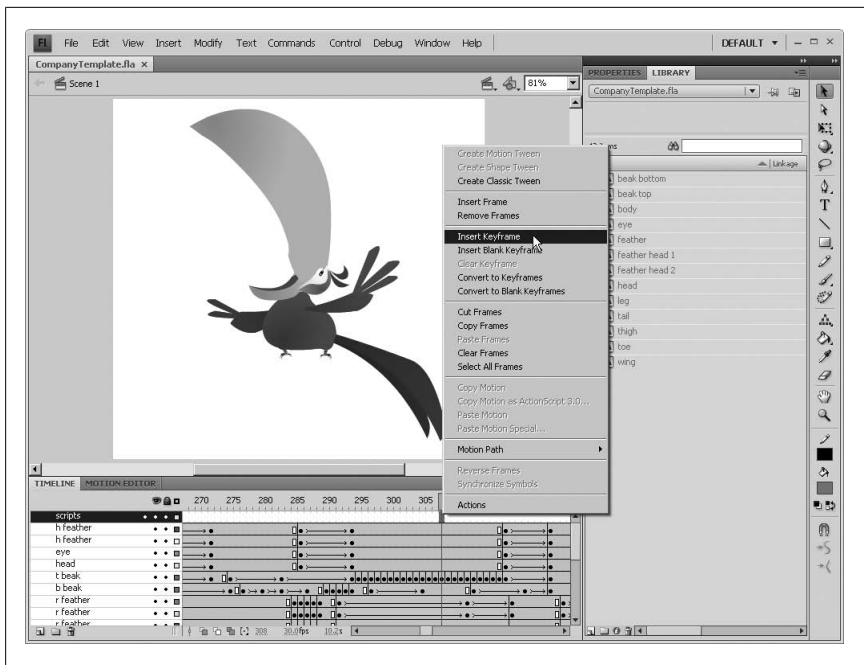 Fl File Edit View Insert Modify Text Commands Control Debug Window Help DEFAULT
CompanyTemplate.fla ×
Scene 1 81%
PROPERTIES LIBRARY
CompanyTemplate.fla
Linkage
beak bottom
beak top
body
eye
feather
feather head 1
feather head 2
head
leg
tail
thigh
toe
wing
Create Motion Tween
Create Shape Tween
Create Classic Tween
Insert Frame
Remove Frames
Insert Keyframe
Insert Blank Keyframe
Clear Keyframe
Convert to Keyframes
Convert to Blank Keyframes
Cut Frames
Copy Frames
Paste Frames
Clear Frames
Select All Frames
Copy Motion
Copy Motion as ActionScript 3.0...
Paste Motion
Paste Motion Special...
Motion Path
Reverse Frames
Synchronize Symbols
Actions
TIMELINE MOTION EDITOR
270 275 280 285 290 295 300 305
scripts
h feather
h feather
eye
head
t beak
b beak
r feather
r feather
r feather
308 30.0fps 10.2s